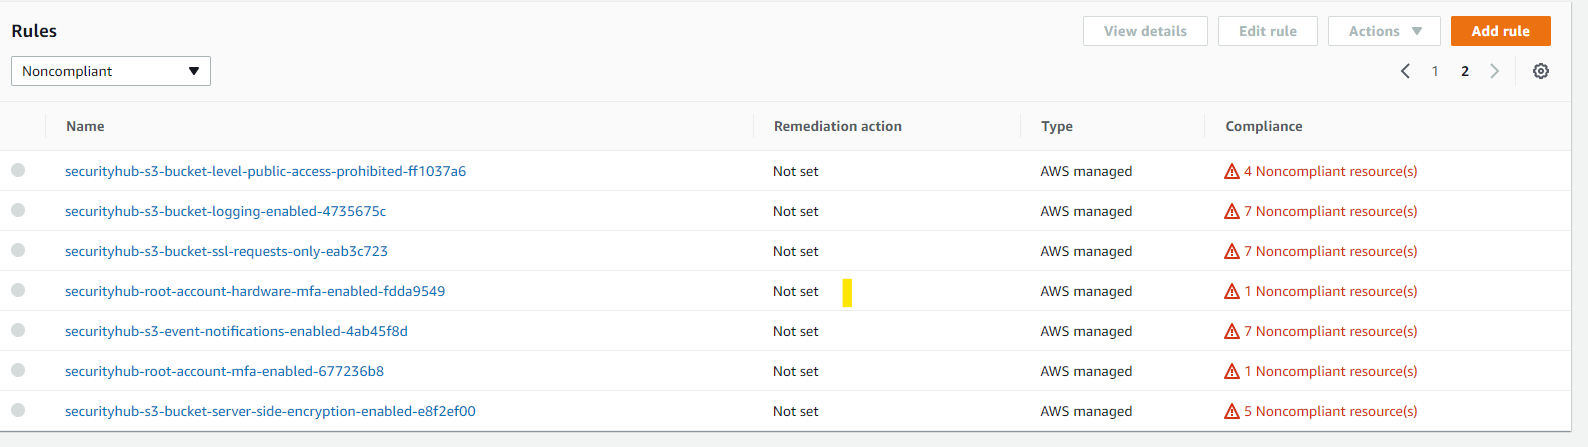 Rules
View details Edit rule Actions Add rule
Noncompliant
1 2
Name Remediation action Type Compliance
securityhub-s3-bucket-level-public-access-prohibited-ff1037a6 Not set AWS managed 4 Noncompliant resource(s)
securityhub-s3-bucket-logging-enabled-4735675c Not set AWS managed 7 Noncompliant resource(s)
securityhub-s3-bucket-ssl-requests-only-eab3c723 Not set AWS managed 7 Noncompliant resource(s)
securityhub-root-account-hardware-mfa-enabled-fdda9549 Not set AWS managed 1 Noncompliant resource(s)
securityhub-s3-event-notifications-enabled-4ab45f8d Not set AWS managed 7 Noncompliant resource(s)
securityhub-root-account-mfa-enabled-677236b8 Not set AWS managed 1 Noncompliant resource(s)
securityhub-s3-bucket-server-side-encryption-enabled-e8f2ef00 Not set AWS managed 5 Noncompliant resource(s)